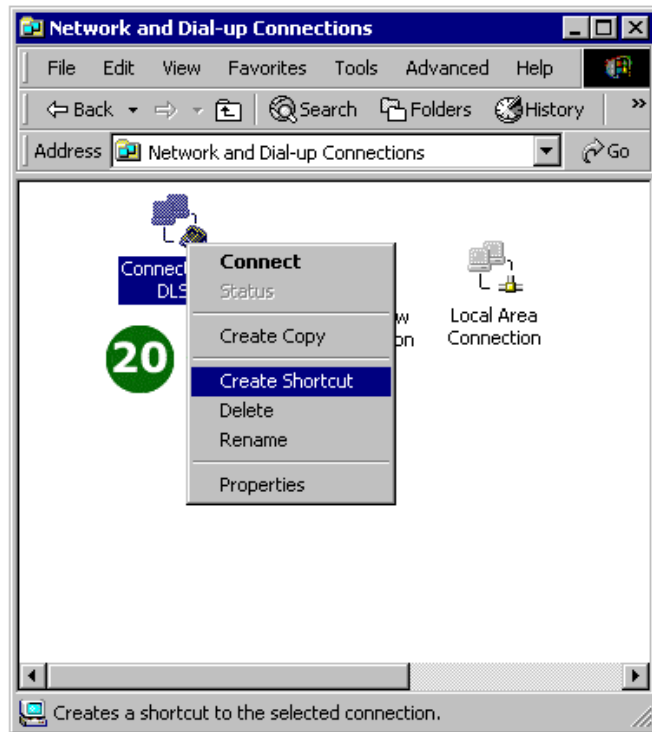 Network and Dial-up Connections
File Edit View Favorites Tools Advanced Help
Back Search Folders History »
Address Network and Dial-up Connections Go
DLS
Connect
Status
Create Copy
Create Shortcut
Delete
Rename
Properties
Local Area
Connection
20
Creates a shortcut to the selected connection.